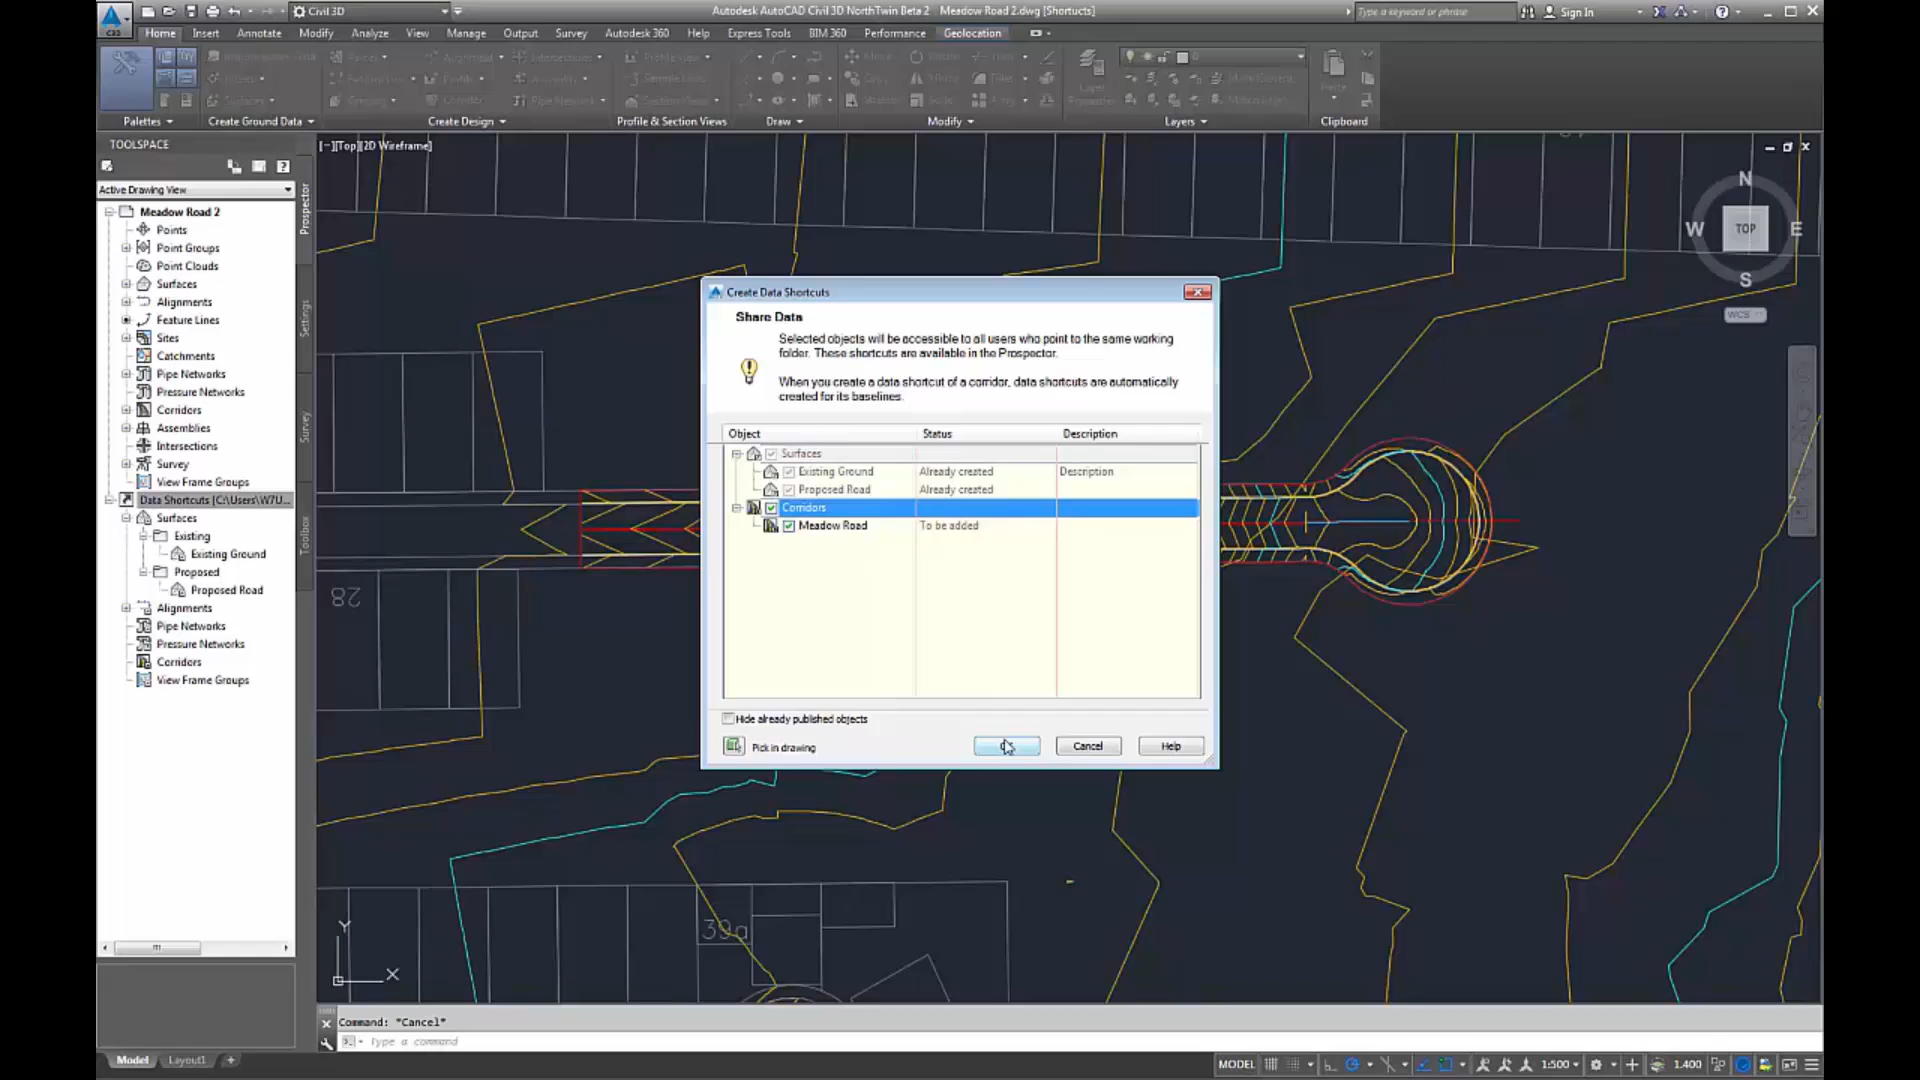 Civil 3D
Autodesk AutoCAD Civil 3D NorthTwin Beta 2 Meadow Road 2.dwg [Shortcuts]
Type a keyword or phrase
Sign In
Home Insert Annotate Modify Analyze View Manage Output Survey Autodesk 360 Help Express Tools BIM 360 Performance Geolocation
Palettes Create Ground Data Create Design Profile & Section Views Draw Modify Layers Clipboard
TOOLSPACE
[−][Top][2D Wireframe]
Active Drawing View
Prospector
Settings
Survey
Toolbox
Meadow Road 2
Points
Point Groups
Point Clouds
Surfaces
Alignments
Feature Lines
Sites
Catchments
Pipe Networks
Pressure Networks
Corridors
Assemblies
Intersections
Survey
View Frame Groups
Data Shortcuts [C:\Users\W7U...
Surfaces
Existing
Existing Ground
Proposed
Proposed Road
Alignments
Pipe Networks
Pressure Networks
Corridors
View Frame Groups
N
W TOP E
S
WCS
Create Data Shortcuts
Share Data
Selected objects will be accessible to all users who point to the same working
folder. These shortcuts are available in the Prospector.
When you create a data shortcut of a corridor, data shortcuts are automatically
created for its baselines.
Object Status Description
Surfaces
Existing Ground Already created Description
Proposed Road Already created
Corridors
Meadow Road To be added
Hide already published objects
Pick in drawing
Cancel Help
28
39a
Y
X
Command: *Cancel*
Type a command
Model Layout1 +
MODEL 1:500 1.400